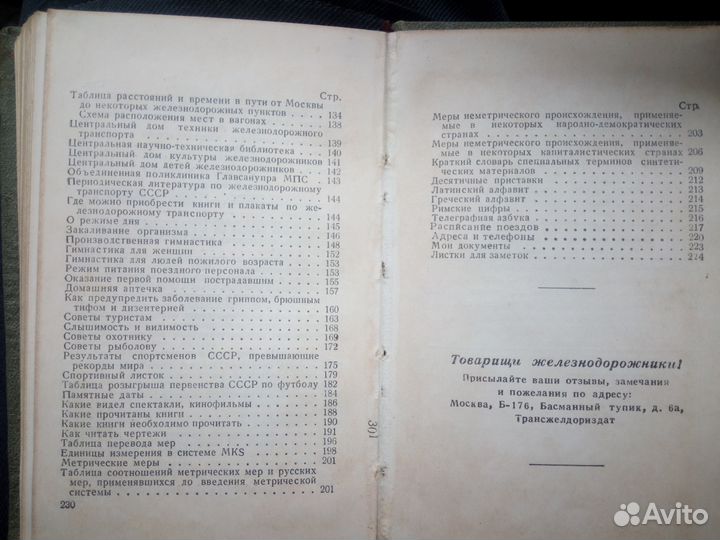 Стр.
Таблица расстояний и времени в пути от Москвы
до некоторых железнодорожных пунктов . . . 134
Схема расположения мест в вагонах . . . . . 138
Центральный дом техники железнодорожного
транспорта . . . . . . . . . . . . . . 139
Центральная научно-техническая библиотека . . 140
Центральный дом культуры железнодорожников 141
Центральный дом детей железнодорожников . . . 142
Объединенная поликлиника Главсанупра МПС . . 143
Периодическая литература по железнодорожному
транспорту СССР . . . . . . . . . . . . 144
Где можно приобрести книги и плакаты по же-
лезнодорожному транспорту . . . . . . . . 144
О режиме дня . . . . . . . . . . . . . . 145
Закаливание организма . . . . . . . . . . . 146
Производственная гимнастика . . . . . . . . 148
Гимнастика для женщин . . . . . . . . . . . 152
Гимнастика для людей пожилого возраста . . . . 153
Режим питания поездного персонала . . . . . . 153
Оказание первой помощи пострадавшим . . . . . 155
Домашняя аптечка . . . . . . . . . . . . . 157
Как предупредить заболевание гриппом, брюшным
тифом и дизентерией . . . . . . . . . . . 160
Советы туристам . . . . . . . . . . . . . 163
Слышимость и видимость . . . . . . . . . . 168
Советы охотнику . . . . . . . . . . . . . 169
Советы рыболову . . . . . . . . . . . . . 172
Результаты спортсменов СССР, превышающие
рекорды мира . . . . . . . . . . . . . . 175
Спортивный листок . . . . . . . . . . . . . 179
Таблица розыгрыша первенства СССР по футболу 182
Памятные даты . . . . . . . . . . . . . . 184
Какие видел спектакли, кинофильмы . . . . . . 186
Какие прочитаны книги . . . . . . . . . . . 188
Какие книги необходимо прочитать . . . . . . . 190
Как читать чертежи . . . . . . . . . . . . 191
Таблица перевода мер . . . . . . . . . . . 196
Единицы измерения в системе MKS . . . . . . . 198
Метрические меры . . . . . . . . . . . . . 201
Таблица соотношений метрических мер и русских
мер, применявшихся до введения метрической
системы . . . . . . . . . . . . . . . . 201
230
301
Стр.
Меры неметрического происхождения, применяе-
мые в некоторых народно-демократических
странах . . . . . . . . . . . . . . . . 203
Меры неметрического происхождения, применяе-
мые в некоторых капиталистических странах . . 206
Краткий словарь специальных терминов синтети-
ческих материалов . . . . . . . . . . . . 209
Десятичные приставки . . . . . . . . . . . 212
Латинский алфавит . . . . . . . . . . . . . 213
Греческий алфавит . . . . . . . . . . . . . 214
Римские цифры . . . . . . . . . . . . . . 215
Телеграфная азбука . . . . . . . . . . . . 216
Расписание поездов . . . . . . . . . . . . 217
Адреса и телефоны . . . . . . . . . . . . . 220
Мои документы . . . . . . . . . . . . . . 223
Листки для заметок . . . . . . . . . . . . 224
Товарищи железнодорожники!
Присылайте ваши отзывы, замечания
и пожелания по адресу:
Москва, Б-176, Басманный тупик, д. 6а,
Трансжелдориздат
Avito